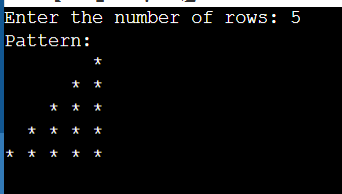 Enter the number of rows: 5
Pattern:
        *
      * *
    * * *
  * * * *
* * * * *